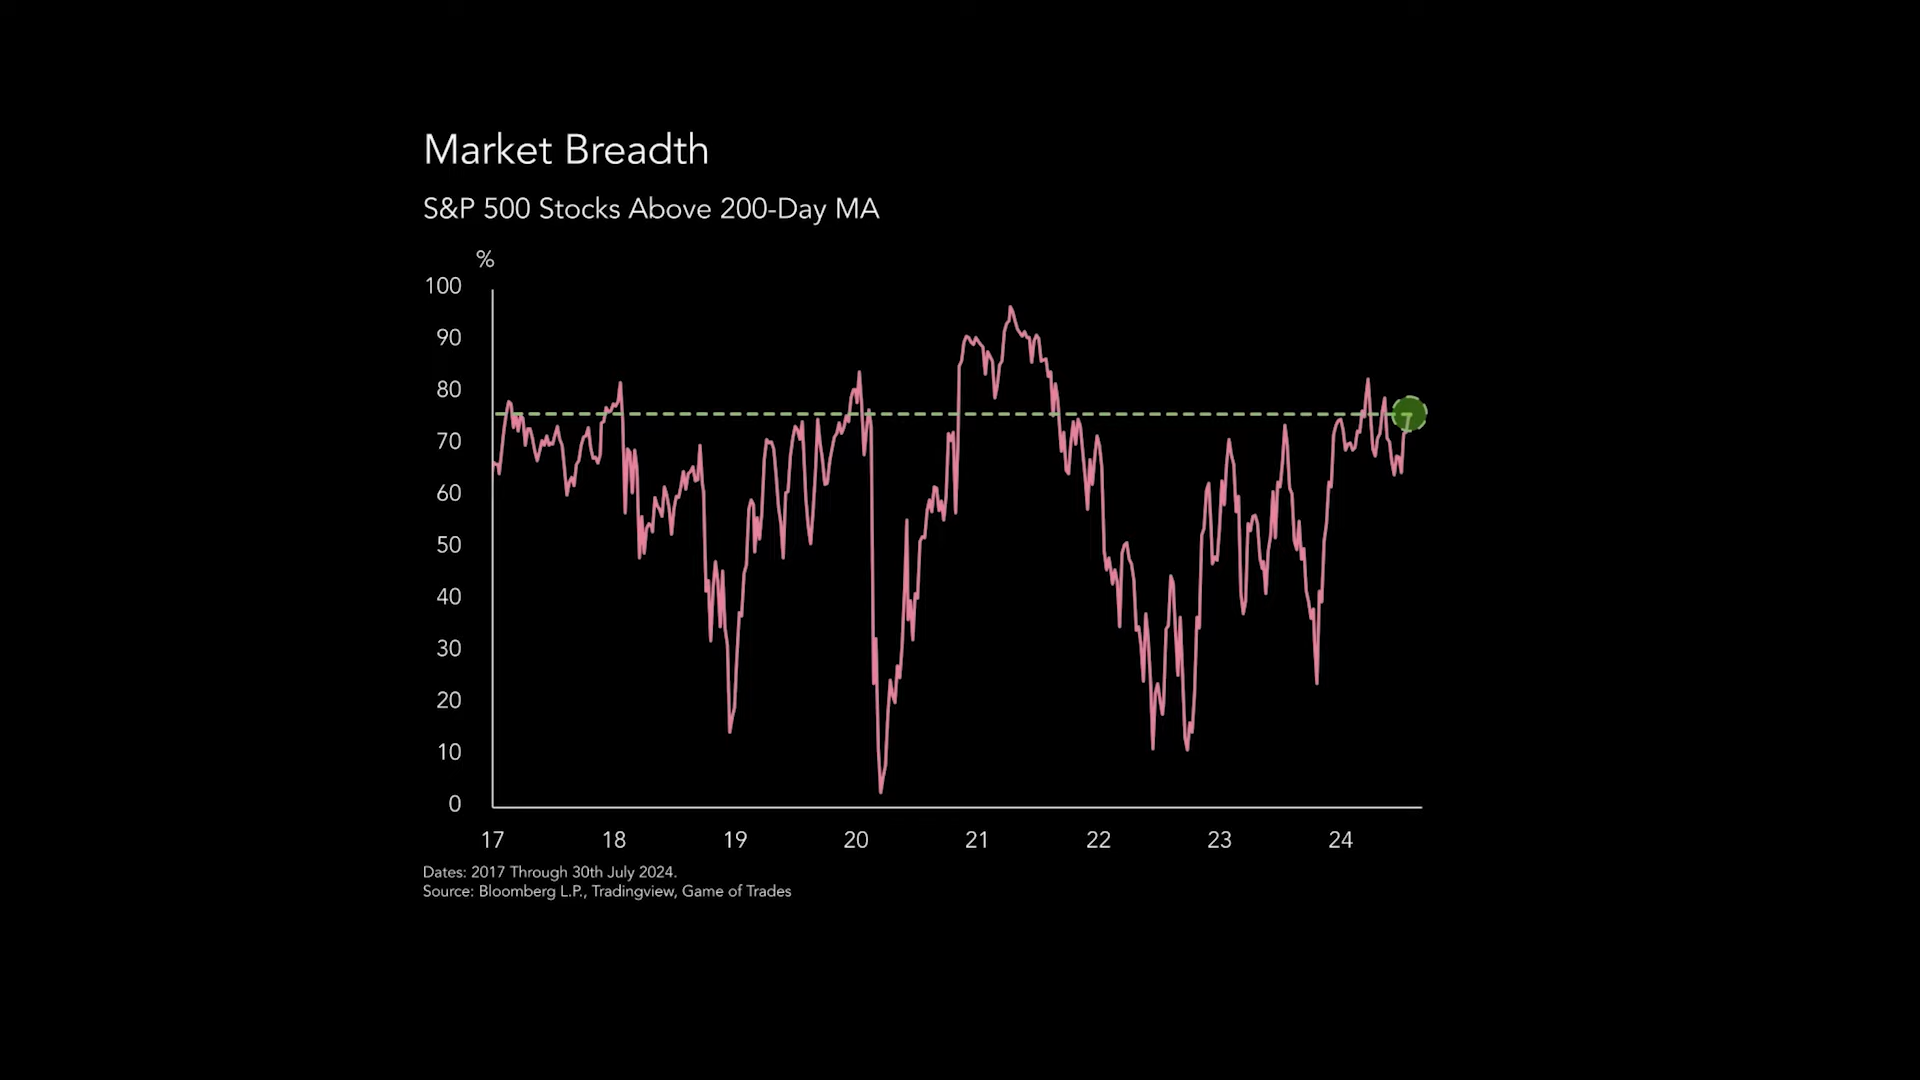 Market Breadth
S&P 500 Stocks Above 200-Day MA
%
100
90
80
70
60
50
40
30
20
10
0
17 18 19 20 21 22 23 24
Dates: 2017 Through 30th July 2024.
Source: Bloomberg L.P., Tradingview, Game of Trades